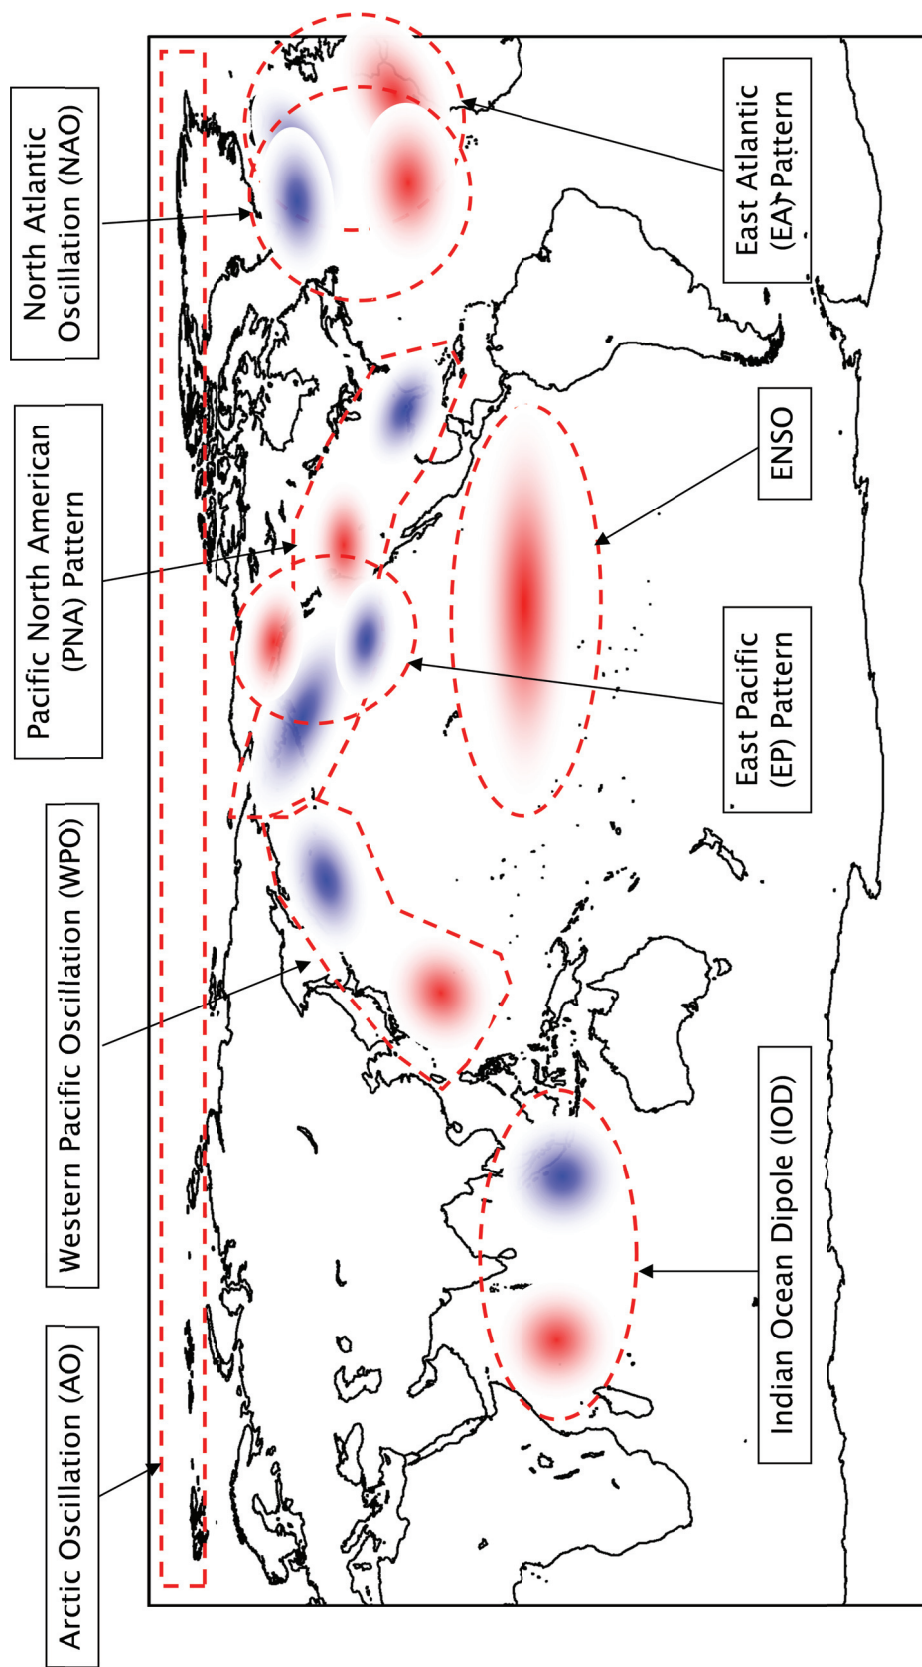 Arctic Oscillation (AO)
Western Pacific Oscillation (WPO)
Pacific North American
(PNA) Pattern
North Atlantic
Oscillation (NAO)
Indian Ocean Dipole (IOD)
East Pacific
(EP) Pattern
ENSO
East Atlantic
(EA) Pattern